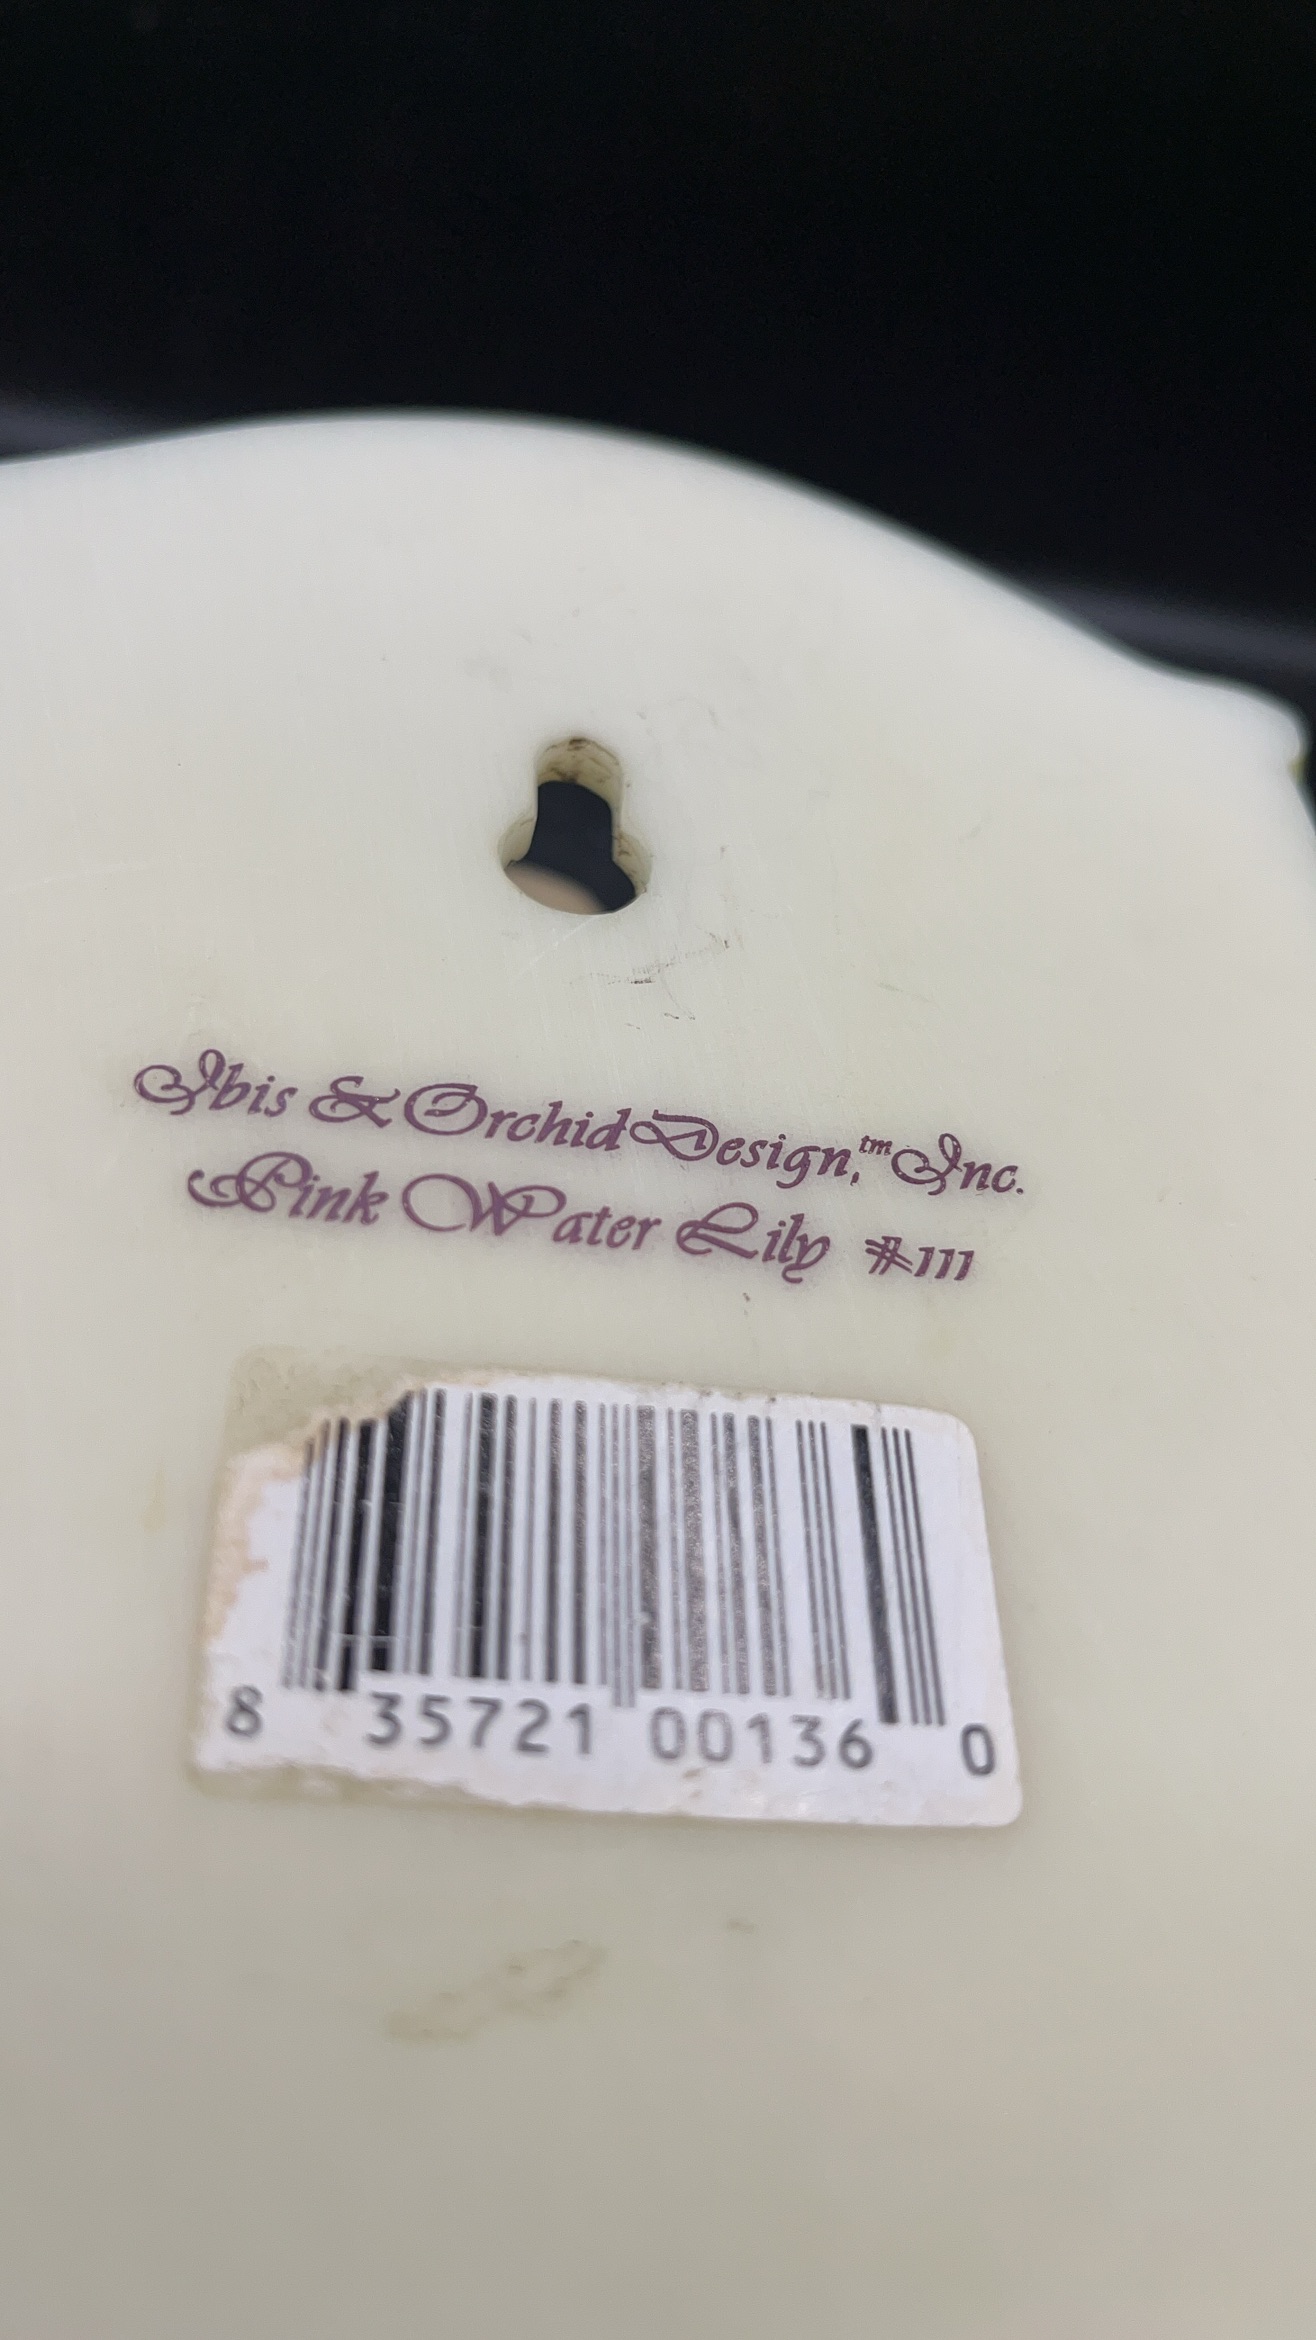 Ibis & Orchid Design,™ Inc.
Pink Water Lily #111
8 35721 00136 0